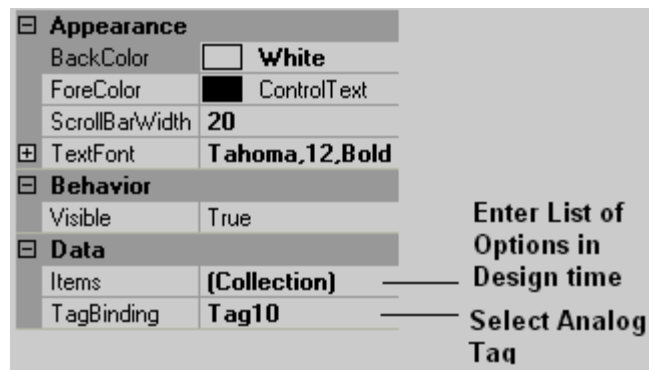 Appearance
BackColor White
ForeColor ControlText
ScrollBarWidth 20
TextFont Tahoma,12,Bold
Behavior
Visible True
Data
Items (Collection)
TagBinding Tag10
Enter List of
Options in
Design time
Select Analog
Tag